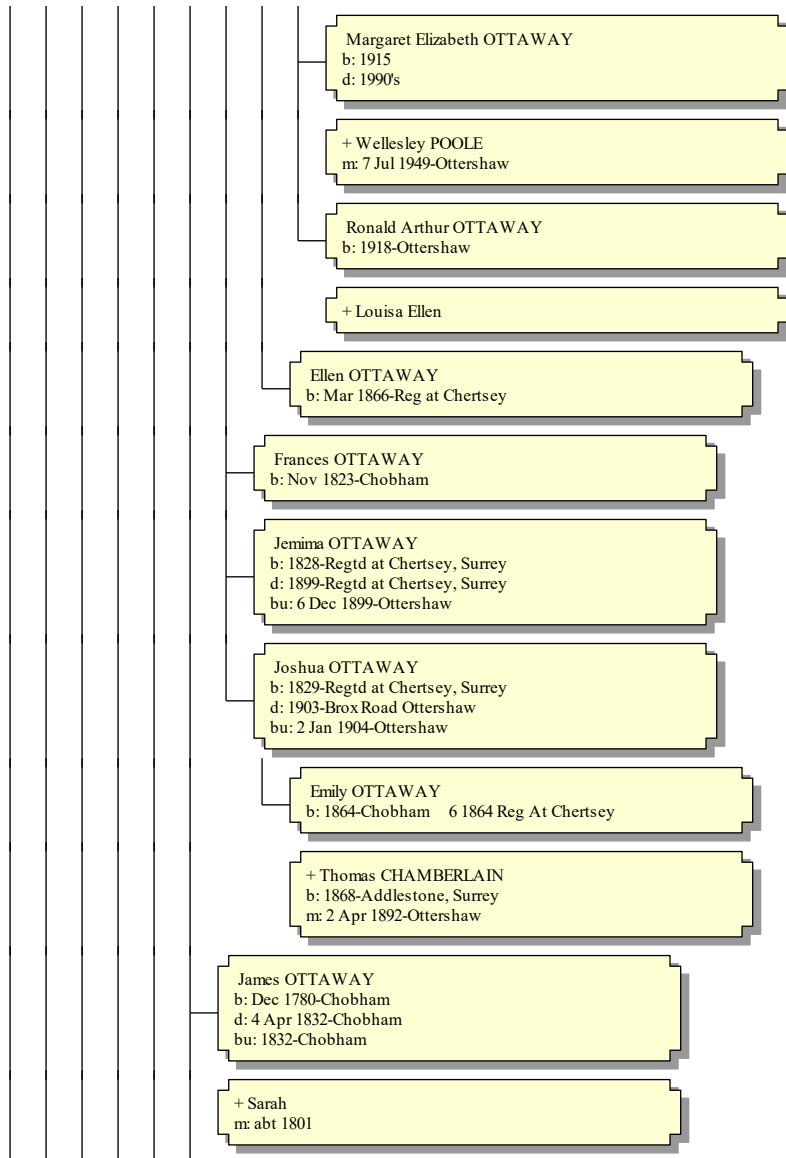 Margaret Elizabeth OTTAWAY
b: 1915
d: 1990's
+ Wellesley POOLE
m: 7 Jul 1949-Ottershaw
Ronald Arthur OTTAWAY
b: 1918-Ottershaw
+ Louisa Ellen
Ellen OTTAWAY
b: Mar 1866-Reg at Chertsey
Frances OTTAWAY
b: Nov 1823-Chobham
Jemima OTTAWAY
b: 1828-Regtd at Chertsey, Surrey
d: 1899-Regtd at Chertsey, Surrey
bu: 6 Dec 1899-Ottershaw
Joshua OTTAWAY
b: 1829-Regtd at Chertsey, Surrey
d: 1903-Brox Road Ottershaw
bu: 2 Jan 1904-Ottershaw
Emily OTTAWAY
b: 1864-Chobham 6 1864 Reg At Chertsey
+ Thomas CHAMBERLAIN
b: 1868-Addlestone, Surrey
m: 2 Apr 1892-Ottershaw
James OTTAWAY
b: Dec 1780-Chobham
d: 4 Apr 1832-Chobham
bu: 1832-Chobham
+ Sarah
m: abt 1801